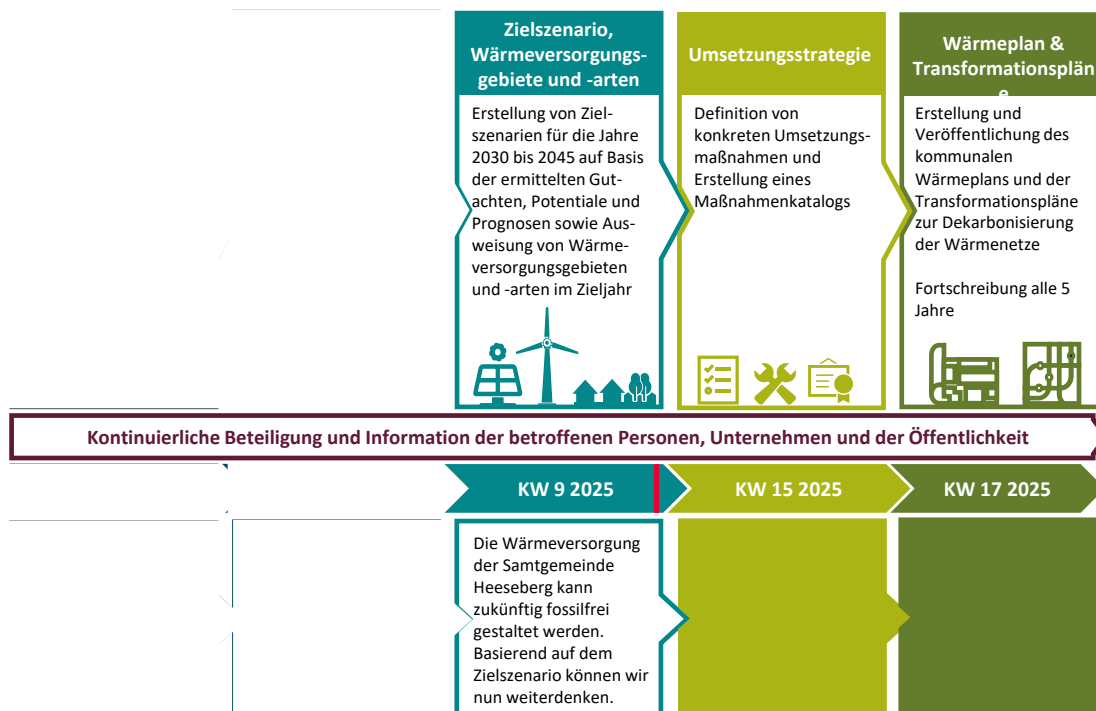 Zielszenario,
Wärmeversorgungs-
gebiete und -arten
Erstellung von Ziel-
szenarien für die Jahre
2030 bis 2045 auf Basis
der ermittelten Gut-
achten, Potentiale und
Prognosen sowie Aus-
weisung von Wärme-
versorgungsgebieten
und -arten im Zieljahr
Umsetzungsstrategie
Definition von
konkreten Umsetzungs-
maßnahmen und
Erstellung eines
Maßnahmenkatalogs
Wärmeplan &
Transformationsplän
e
Erstellung und
Veröffentlichung des
kommunalen
Wärmeplans und der
Transformationspläne
zur Dekarbonisierung
der Wärmenetze
Fortschreibung alle 5
Jahre
Kontinuierliche Beteiligung und Information der betroffenen Personen, Unternehmen und der Öffentlichkeit
KW 9 2025
KW 15 2025
KW 17 2025
Die Wärmeversorgung
der Samtgemeinde
Heeseberg kann
zukünftig fossilfrei
gestaltet werden.
Basierend auf dem
Zielszenario können wir
nun weiterdenken.